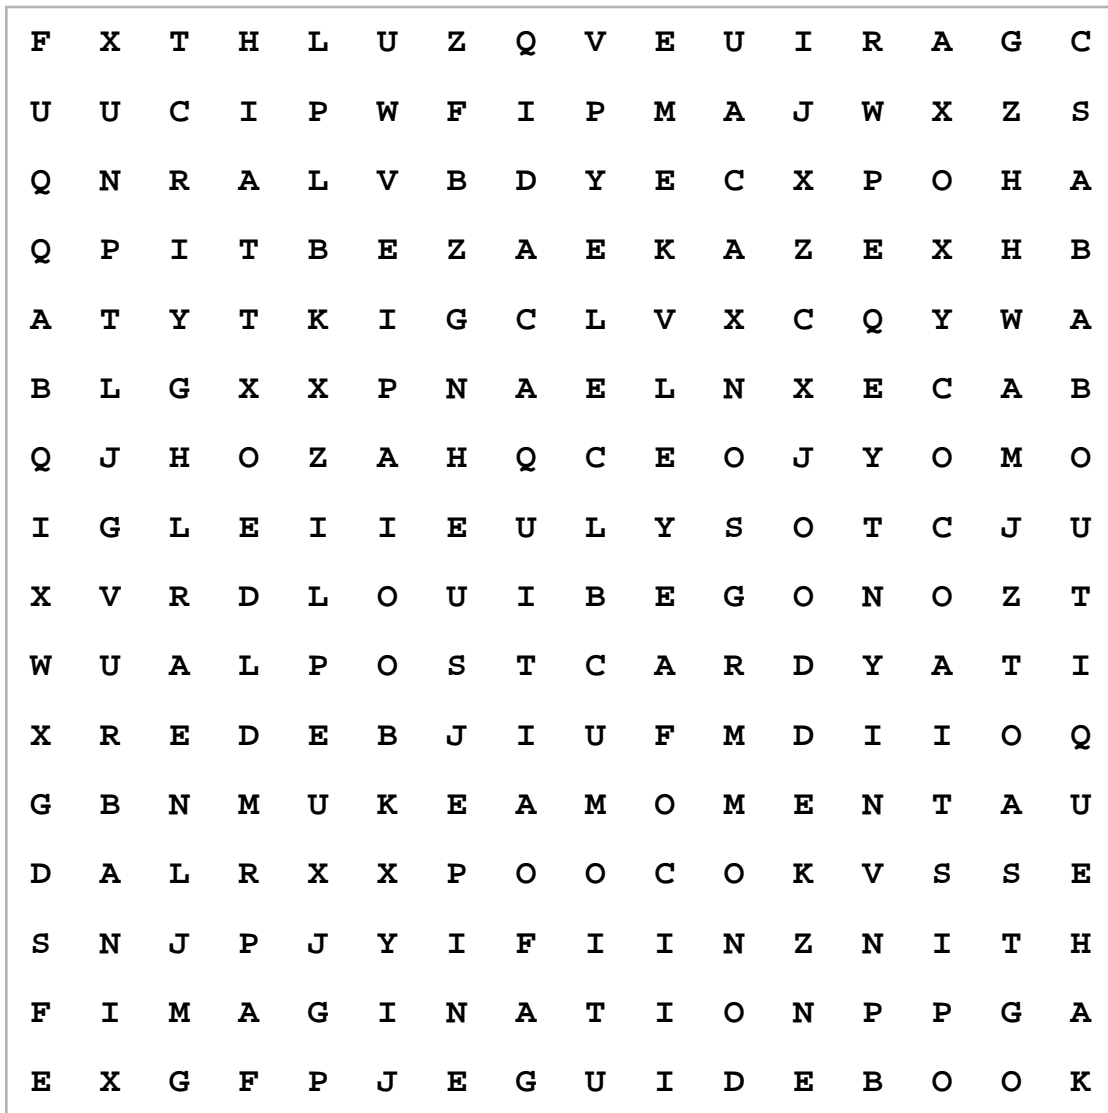 F X T H L U Z Q V E U I R A G C
U U C I P W F I P M A J W X Z S
Q N R A L V B D Y E C X P O H A
Q P I T B E Z A E K A Z E X H B
A T Y T K I G C L V X C Q Y W A
B L G X X P N A E L N X E C A B
Q J H O Z A H Q C E O J Y O M O
I G L E I I E U L Y S O T C J U
X V R D L O U I B E G O N O Z T
W U A L P O S T C A R D Y A T I
X R E D E B J I U F M D I I O Q
G B N M U K E A M O M E N T A U
D A L R X X P O O C O K V S S E
S N J P J Y I F I I N Z N I T H
F I M A G I N A T I O N P P G A
E X G F P J E G U I D E B O O K